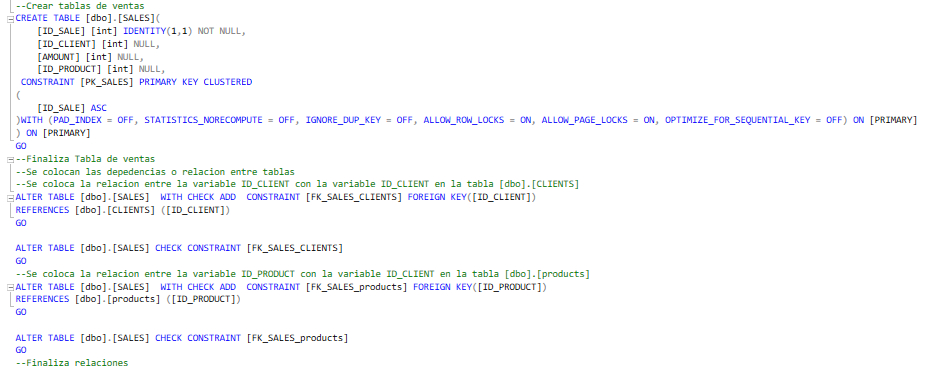 --Crear tablas de ventas
CREATE TABLE [dbo].[SALES](
    [ID_SALE] [int] IDENTITY(1,1) NOT NULL,
    [ID_CLIENT] [int] NULL,
    [AMOUNT] [int] NULL,
    [ID_PRODUCT] [int] NULL,
 CONSTRAINT [PK_SALES] PRIMARY KEY CLUSTERED
(
    [ID_SALE] ASC
)WITH (PAD_INDEX = OFF, STATISTICS_NORECOMPUTE = OFF, IGNORE_DUP_KEY = OFF, ALLOW_ROW_LOCKS = ON, ALLOW_PAGE_LOCKS = ON, OPTIMIZE_FOR_SEQUENTIAL_KEY = OFF) ON [PRIMARY]
) ON [PRIMARY]
GO
--Finaliza Tabla de ventas
--Se colocan las depedencias o relacion entre tablas
--Se coloca la relacion entre la variable ID_CLIENT con la variable ID_CLIENT en la tabla [dbo].[CLIENTS]
ALTER TABLE [dbo].[SALES]  WITH CHECK ADD  CONSTRAINT [FK_SALES_CLIENTS] FOREIGN KEY([ID_CLIENT])
REFERENCES [dbo].[CLIENTS] ([ID_CLIENT])
GO
ALTER TABLE [dbo].[SALES] CHECK CONSTRAINT [FK_SALES_CLIENTS]
GO
--Se coloca la relacion entre la variable ID_PRODUCT con la variable ID_CLIENT en la tabla [dbo].[products]
ALTER TABLE [dbo].[SALES]  WITH CHECK ADD  CONSTRAINT [FK_SALES_products] FOREIGN KEY([ID_PRODUCT])
REFERENCES [dbo].[products] ([ID_PRODUCT])
GO
ALTER TABLE [dbo].[SALES] CHECK CONSTRAINT [FK_SALES_products]
GO
--Finaliza relaciones